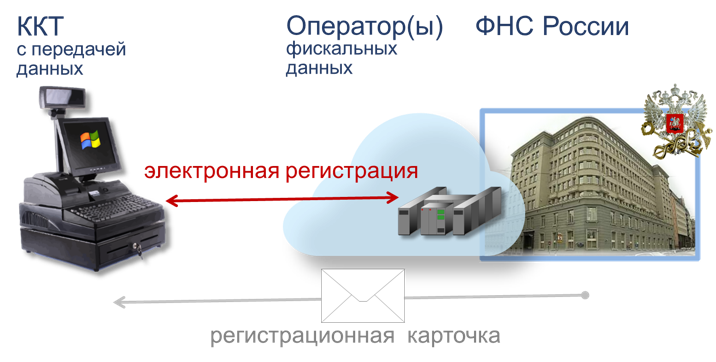 ККТ
с передачей
данных
Оператор(ы)
фискальных
данных
ФНС России
электронная регистрация
регистрационная карточка